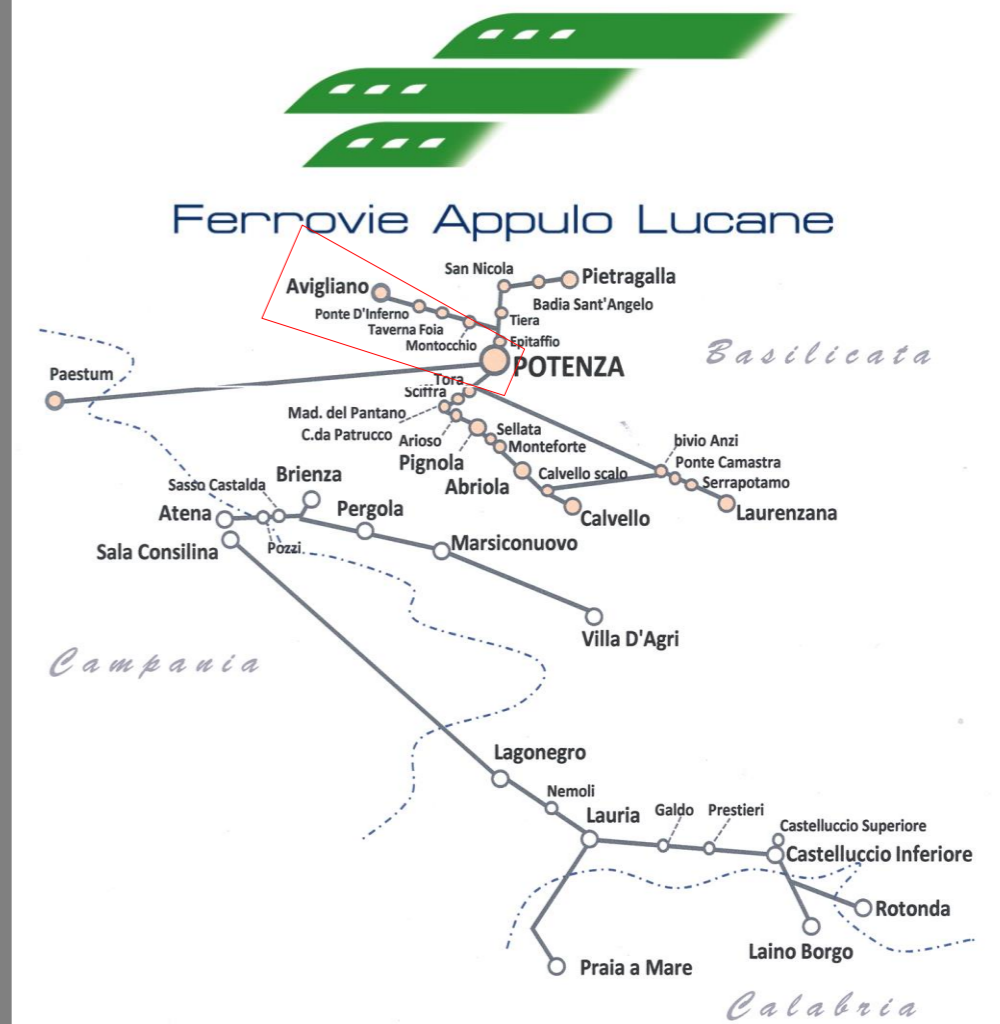 Ferrovie Appulo Lucane
San Nicola
Pietragalla
Avigliano
Badia Sant'Angelo
Ponte D'Inferno
Tiera
Taverna Foia
Montocchio
Epitaffio
Basilicata
POTENZA
Paestum
Tora
Sciffra
Mad. del Pantano
C.da Patrucco
Arioso
Sellata
bivio Anzi
Monteforte
Pignola
Ponte Camastra
Calvello scalo
Serrapotamo
Brienza
Sasso Castalda
Abriola
Pergola
Atena
Calvello
Laurenzana
Sala Consilina
Pozzi
Marsiconuovo
Villa D'Agri
Campania
Lagonegro
Nemoli
Lauria
Galdo
Prestieri
Castelluccio Superiore
Castelluccio Inferiore
Rotonda
Laino Borgo
Praia a Mare
Calabria